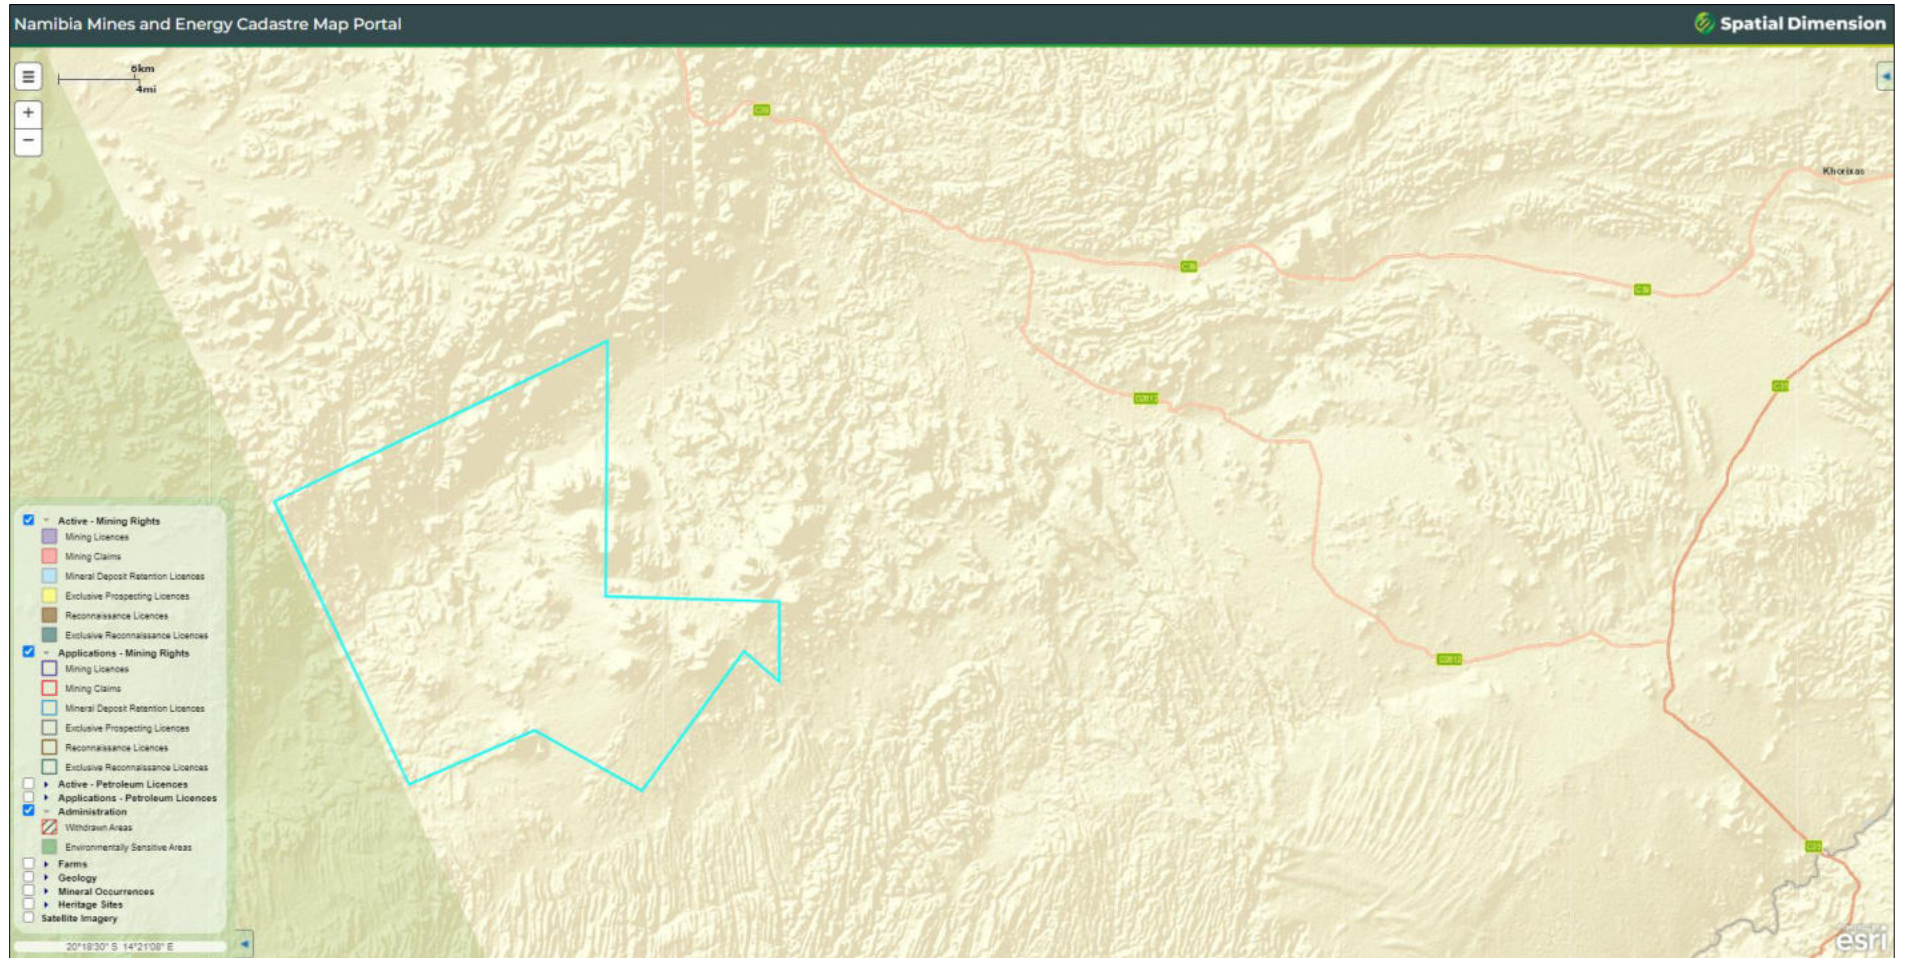 Namibia Mines and Energy Cadastre Map Portal
Spatial Dimension
6km
4mi
Khorixas
C39
C39
C35
Active - Mining Rights
Mining Licences
Mining Claims
Mineral Deposit Retention Licences
Exclusive Prospecting Licences
Reconnaissance Licences
Exclusive Reconnaissance Licences
Applications - Mining Rights
Mining Licences
Mining Claims
Mineral Deposit Retention Licences
Exclusive Prospecting Licences
Reconnaissance Licences
Exclusive Reconnaissance Licences
Active - Petroleum Licences
Applications - Petroleum Licences
Administration
Withdrawn Areas
Environmentally Sensitive Areas
Farms
Geology
Mineral Occurrences
Heritage Sites
Satellite Imagery
20°18'30" S 14°21'08" E
esri